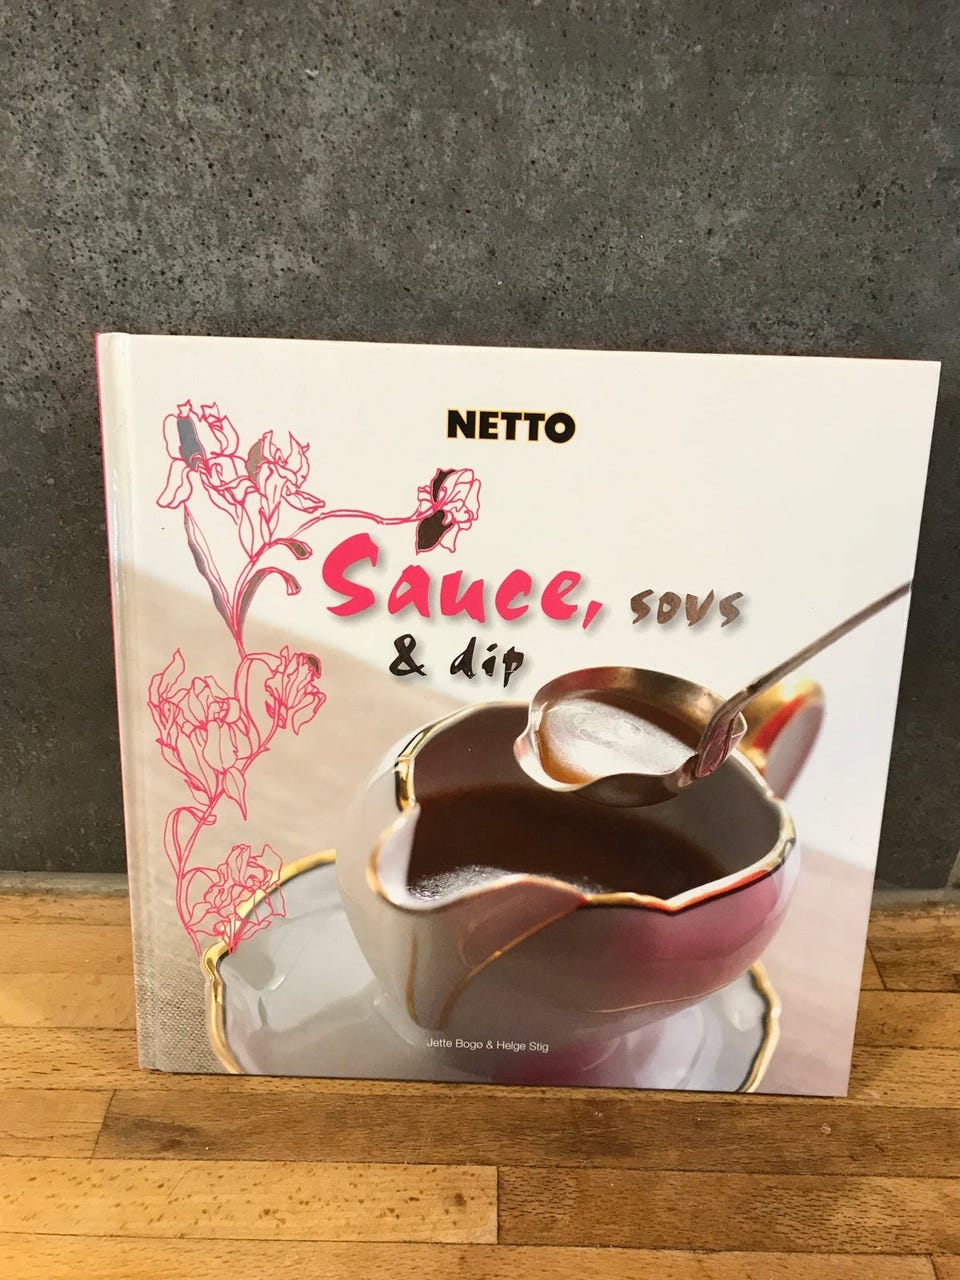 NETTO
Sauce, sovs
& dip
Jette Bogø & Helge Stig